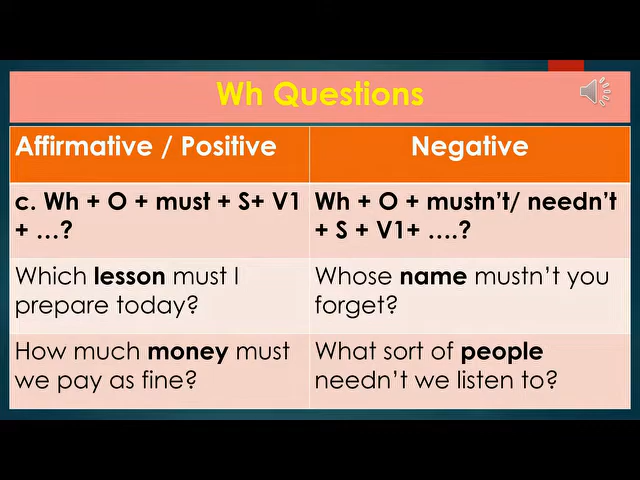 Wh Questions
Affirmative / Positive
Negative
c. Wh + O + must + S+ V1
+ …?
Wh + O + mustn't/ needn't
+ S + V1+ ….?
Which lesson must I
prepare today?
Whose name mustn't you
forget?
How much money must
we pay as fine?
What sort of people
needn't we listen to?